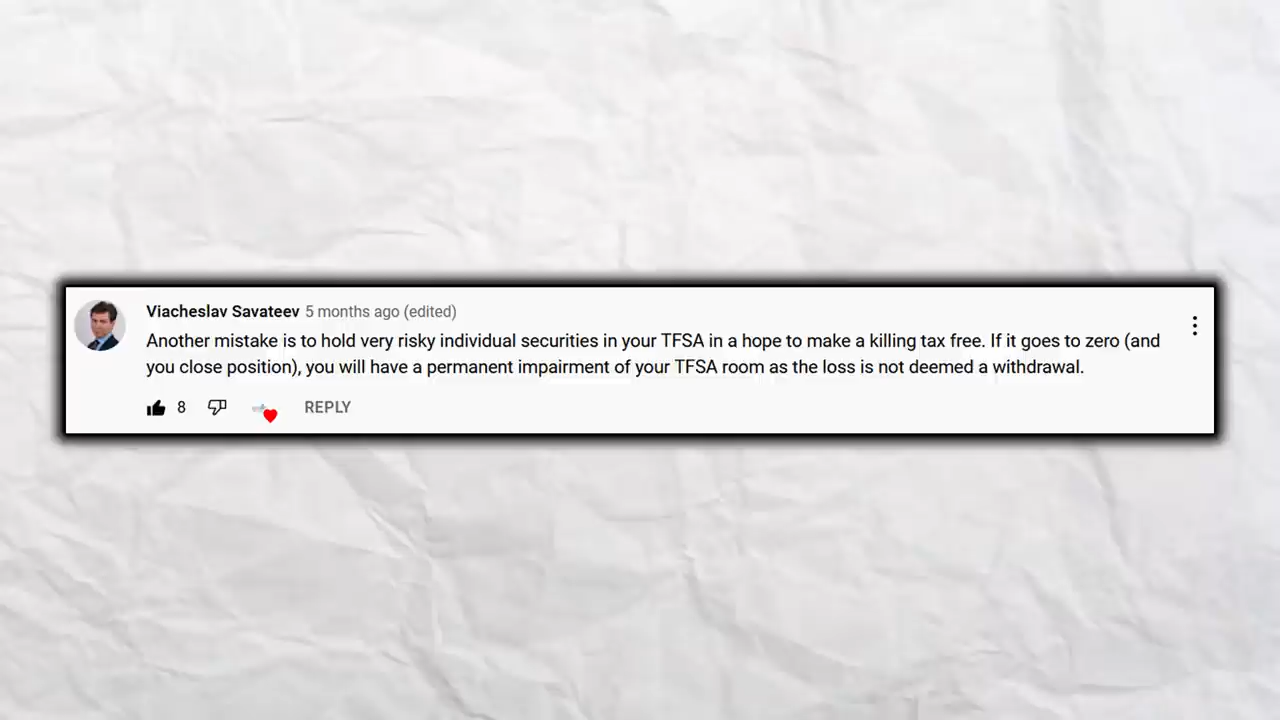 Viacheslav Savateev 5 months ago (edited)
Another mistake is to hold very risky individual securities in your TFSA in a hope to make a killing tax free. If it goes to zero (and
you close position), you will have a permanent impairment of your TFSA room as the loss is not deemed a withdrawal.
8 REPLY